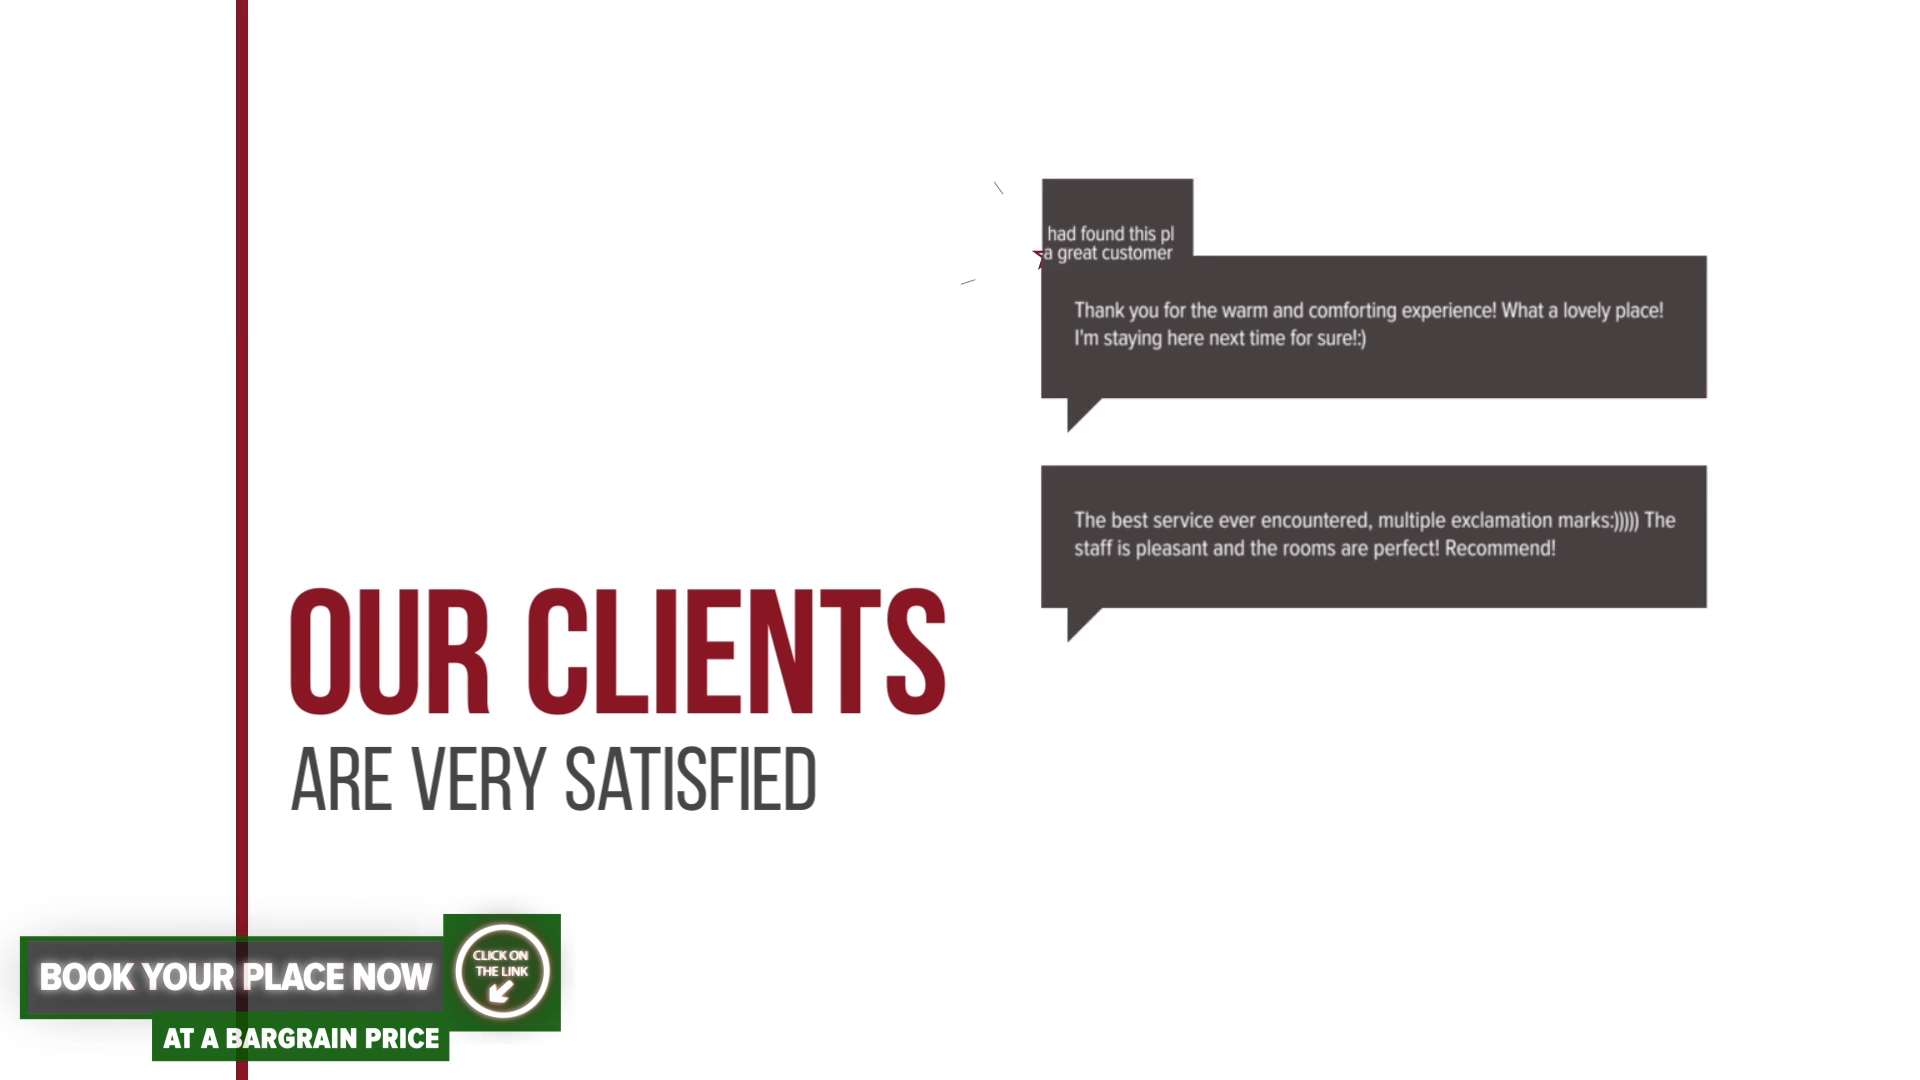 had found this pl
a great customer
Thank you for the warm and comforting experience! What a lovely place!
I'm staying here next time for sure!:)
The best service ever encountered, multiple exclamation marks:))))) The
staff is pleasant and the rooms are perfect! Recommend!
OUR CLIENTS
ARE VERY SATISFIED
BOOK YOUR PLACE NOW
CLICK ON
THE LINK
AT A BARGRAIN PRICE